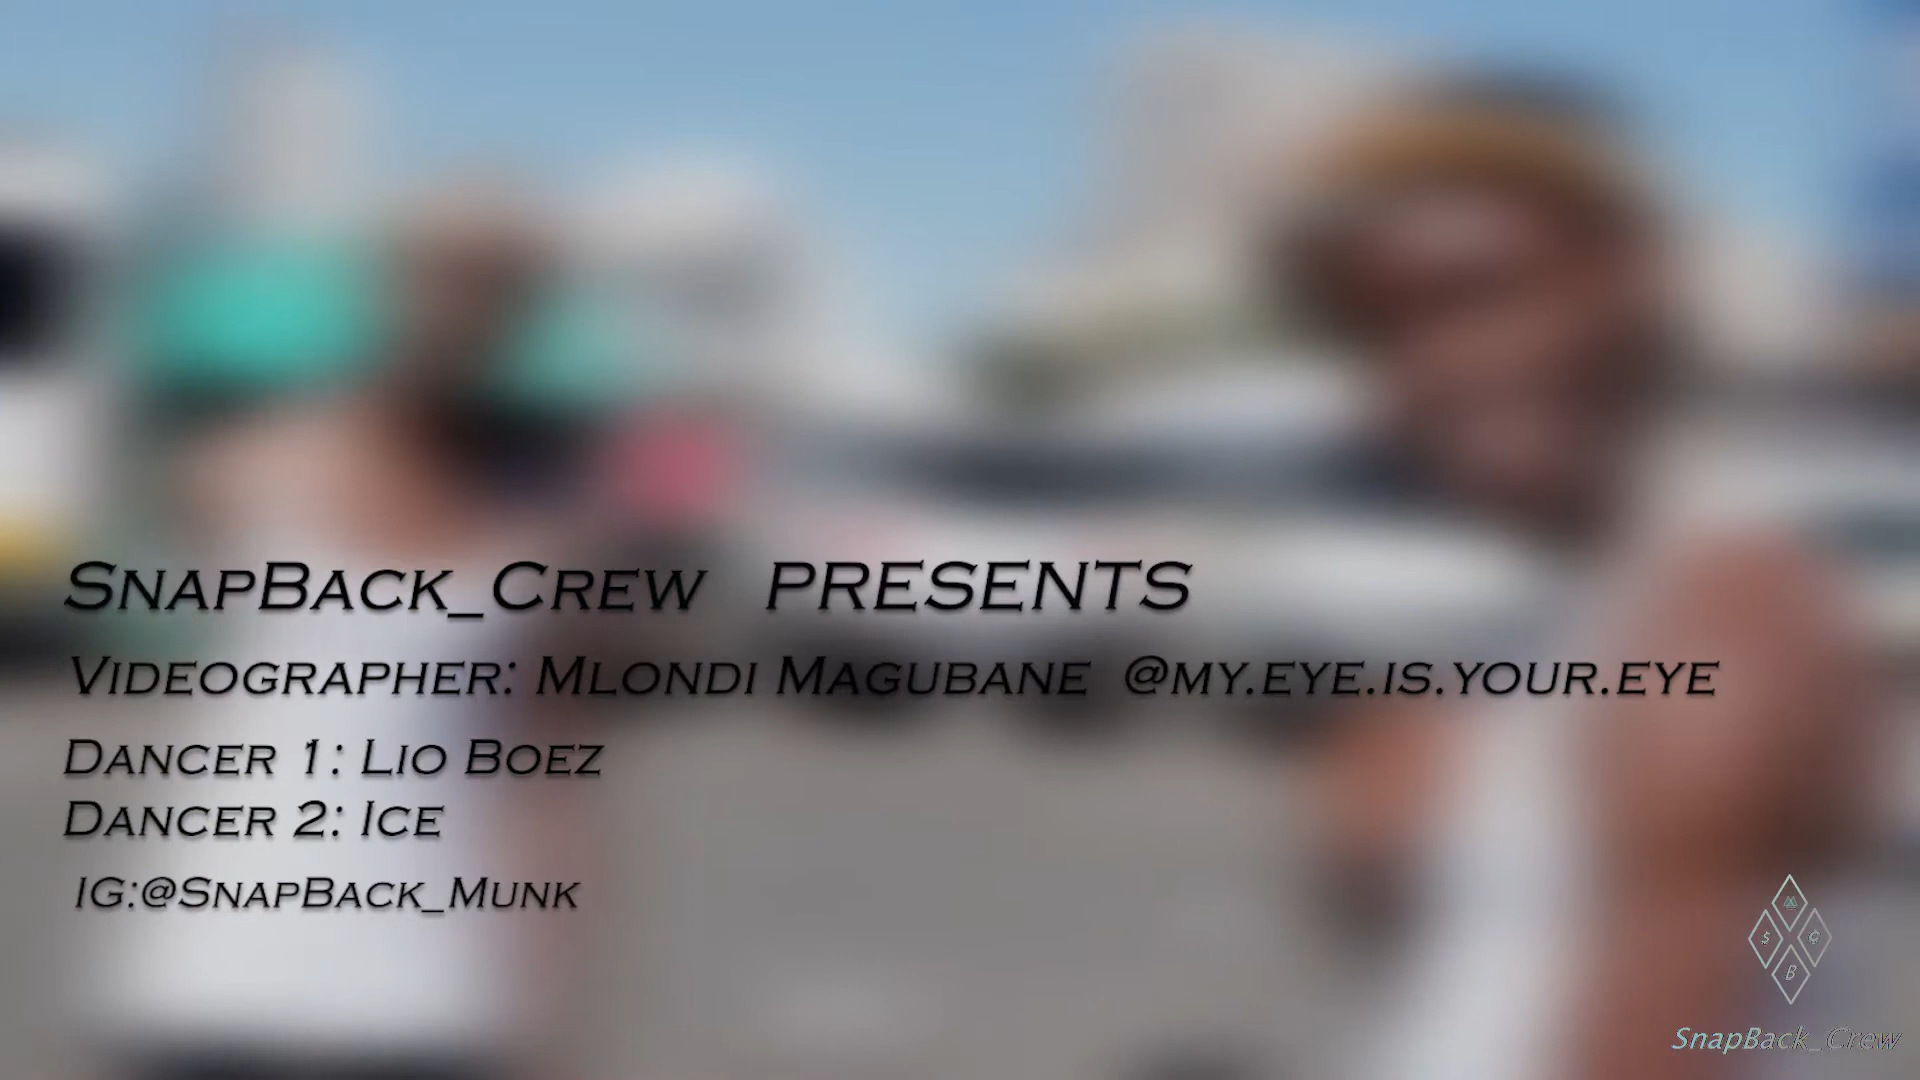 SnapBack_Crew PRESENTS
Videographer: Mlondi Magubane @my.eye.is.your.eye
Dancer 1: Lio Boez
Dancer 2: Ice
IG:@SnapBack_Munk
M
S C
B
SnapBack_Crew